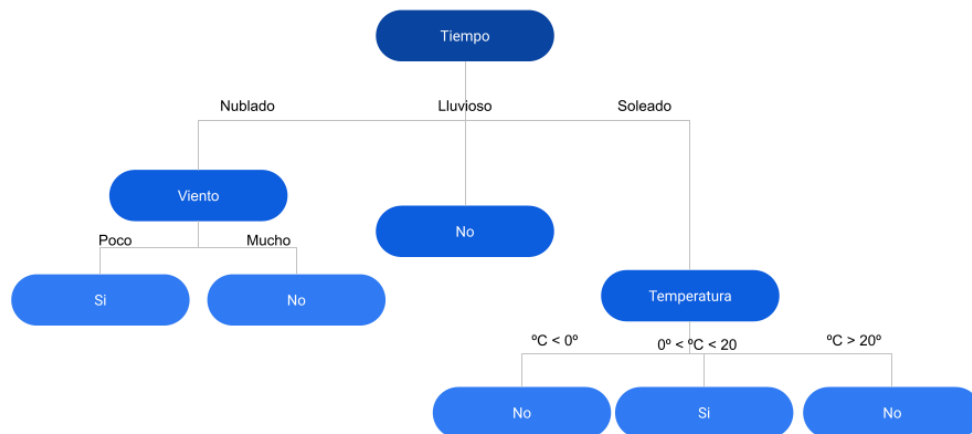 Tiempo
Nublado
Lluvioso
Soleado
Viento
No
Poco
Mucho
Si
No
Temperatura
ºC < 0º
0º < ºC < 20
ºC > 20º
No
Si
No